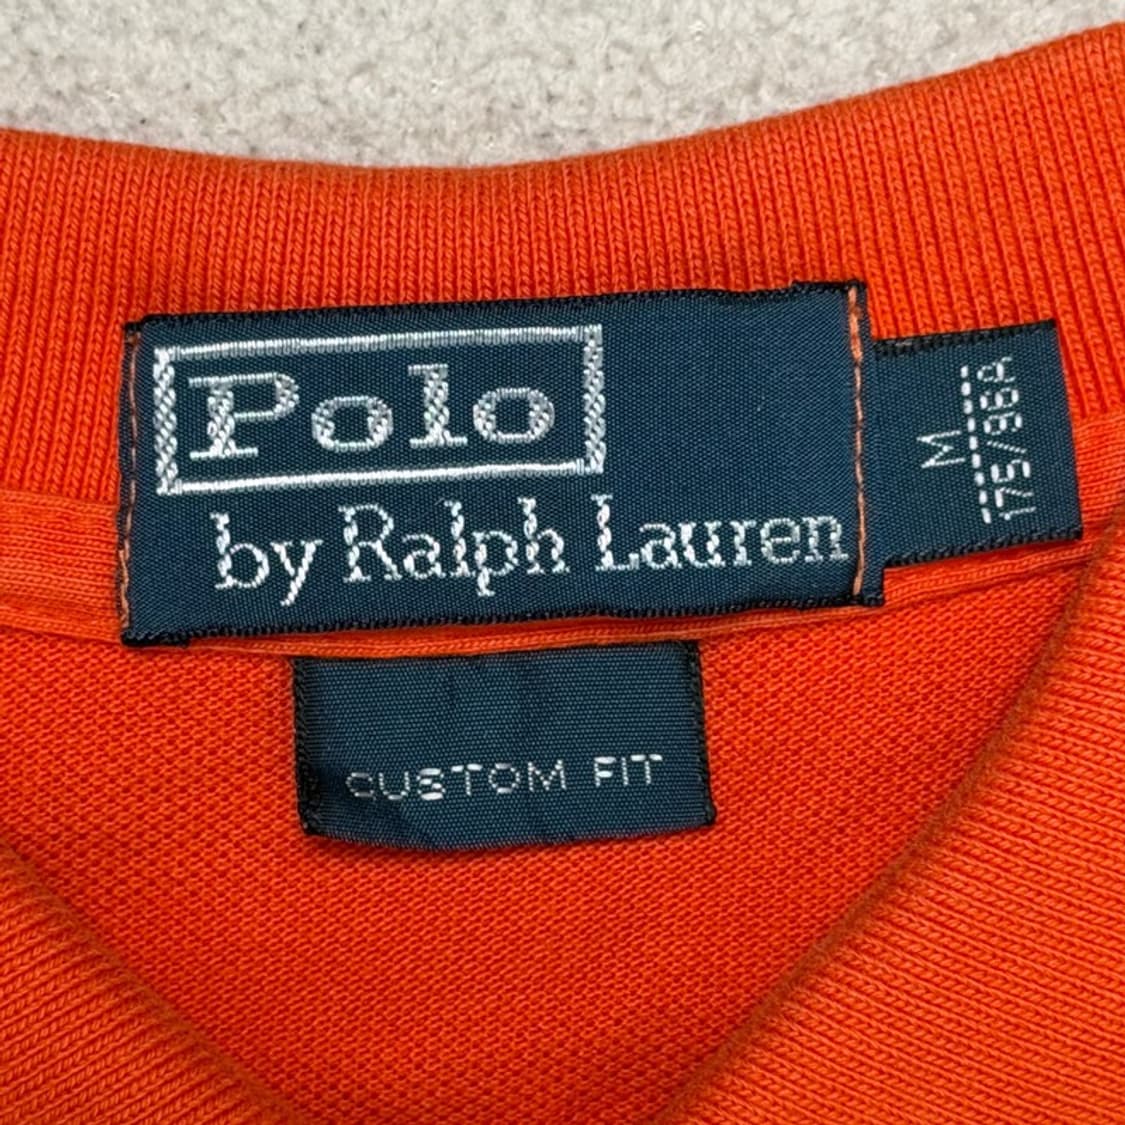 Polo
by Ralph Lauren
M
175/96A
CUSTOM FIT